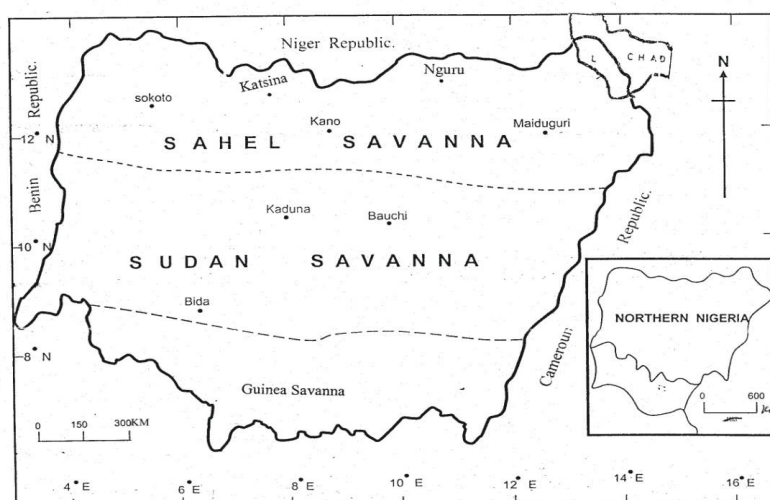 Niger Republic.
L. CHAD
N
Nguru
Katsina
sokoto
Republic.
Kano
Maiduguri
12 N
SAHEL SAVANNA
Benin
Kaduna
Bauchi
Republic.
10 N
SUDAN SAVANNA
Bida
NORTHERN NIGERIA
8 N
Cameroun
Guinea Savanna
0 600
0 150 300KM
4° E 6° E 8° E 10° E 12° E 14° E 16° E